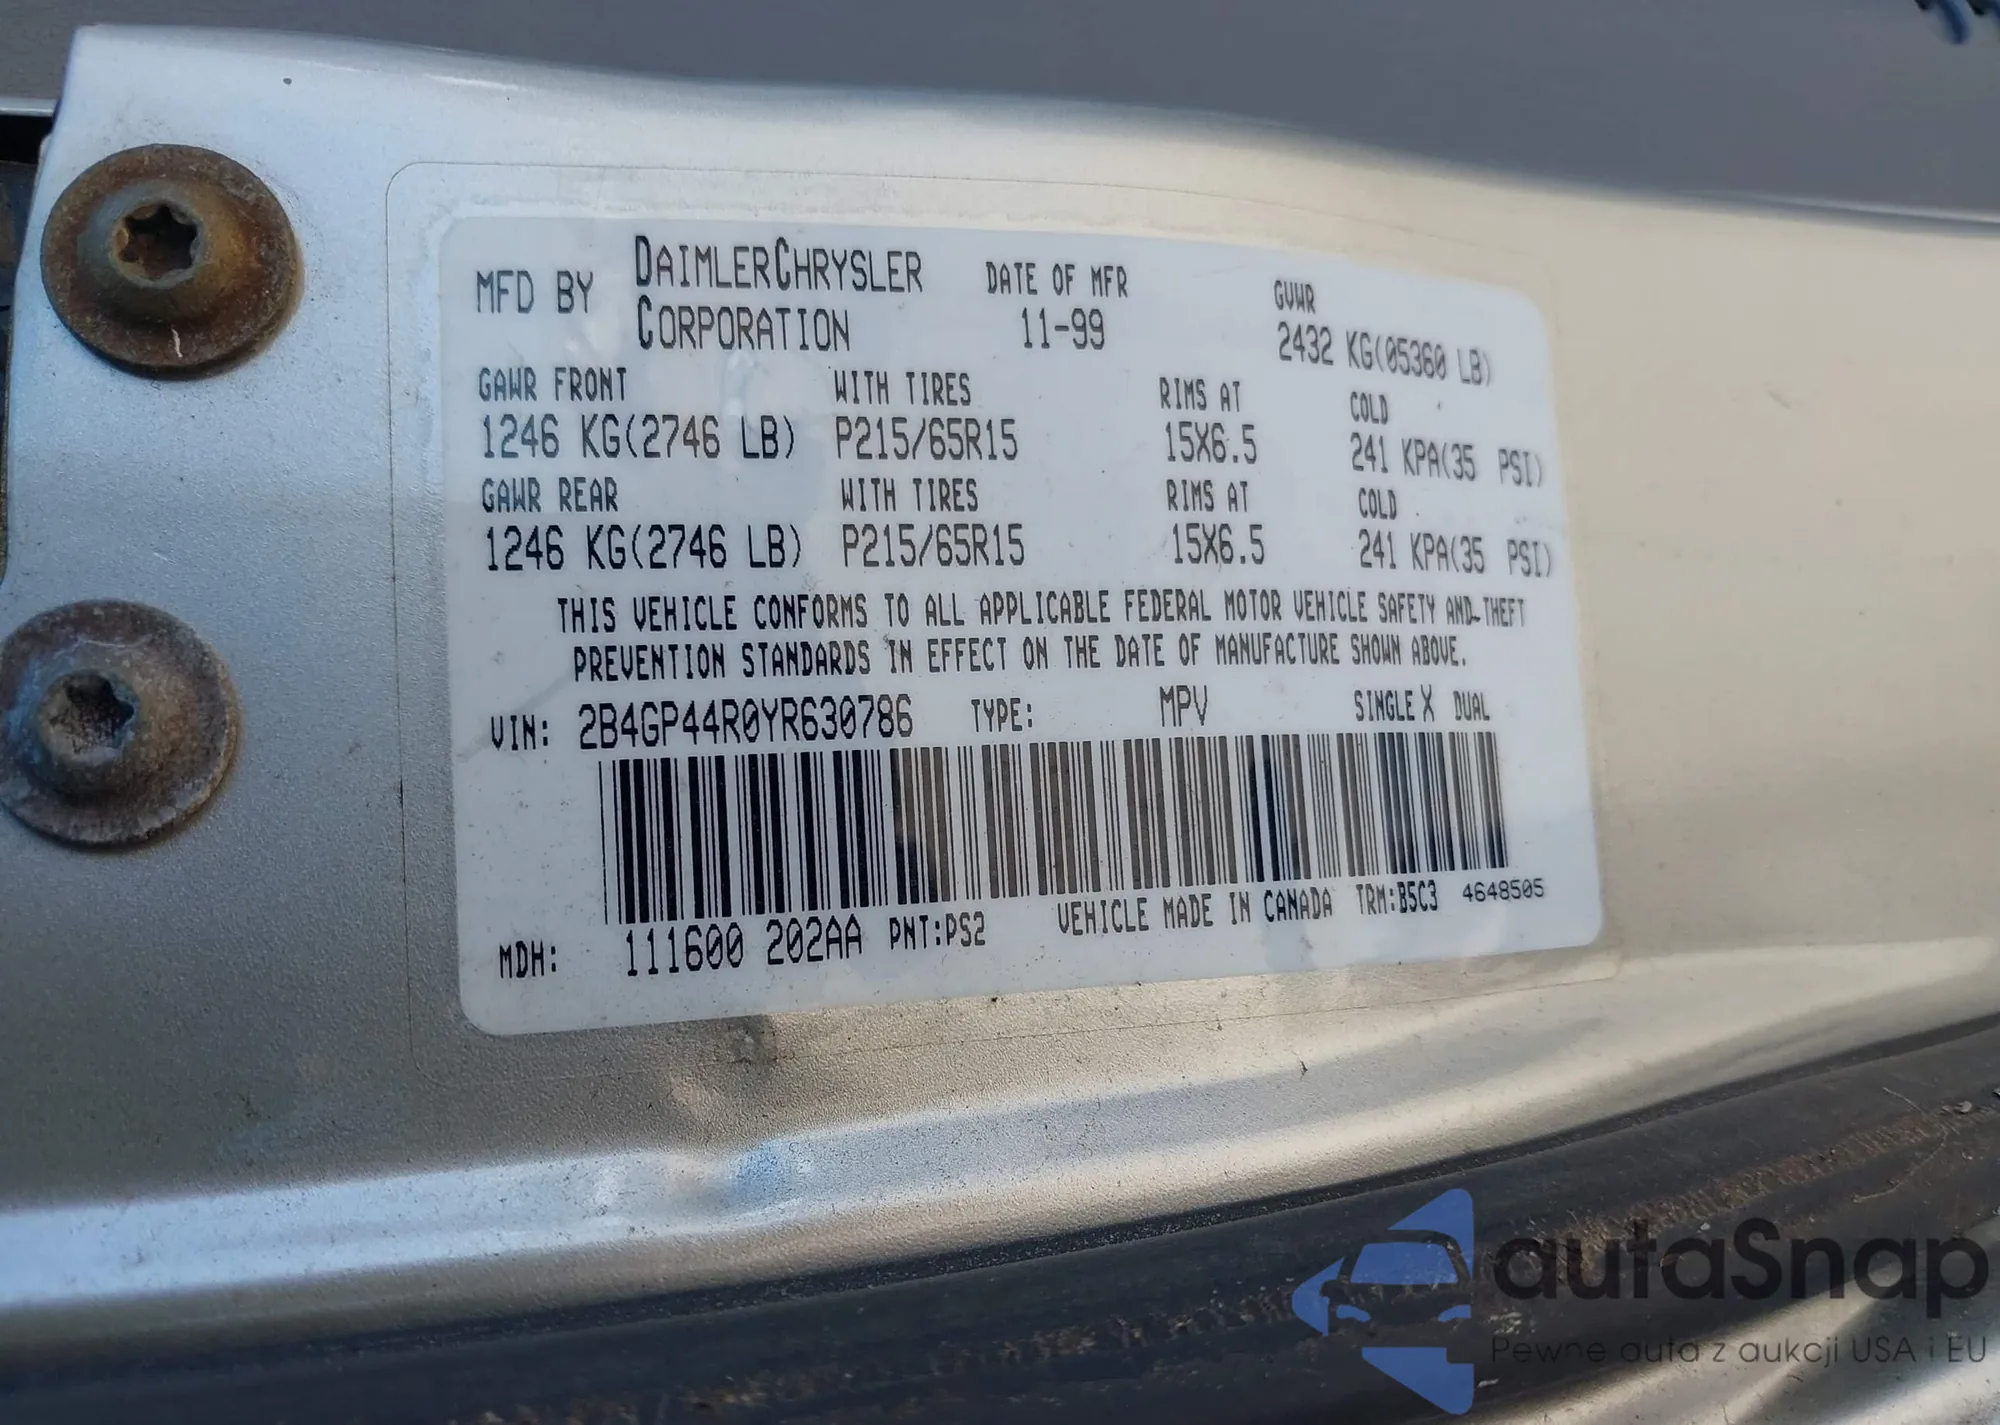 MFD BY DAIMLERCHRYSLER CORPORATION
DATE OF MFR 11-99
GVWR 2432 KG(05360 LB)
GAWR FRONT WITH TIRES RIMS AT COLD
1246 KG(2746 LB) P215/65R15 15X6.5 241 KPA(35 PSI)
GAWR REAR WITH TIRES RIMS AT COLD
1246 KG(2746 LB) P215/65R15 15X6.5 241 KPA(35 PSI)
THIS VEHICLE CONFORMS TO ALL APPLICABLE FEDERAL MOTOR VEHICLE SAFETY AND THEFT
PREVENTION STANDARDS IN EFFECT ON THE DATE OF MANUFACTURE SHOWN ABOVE.
VIN: 2B4GP44R0YR630786 TYPE: MPV SINGLE X DUAL
MDH: 111600 202AA PNT:PS2 VEHICLE MADE IN CANADA TRM:B5C3 4648505
autoSnap
Pewne auta z aukcji USA i EU